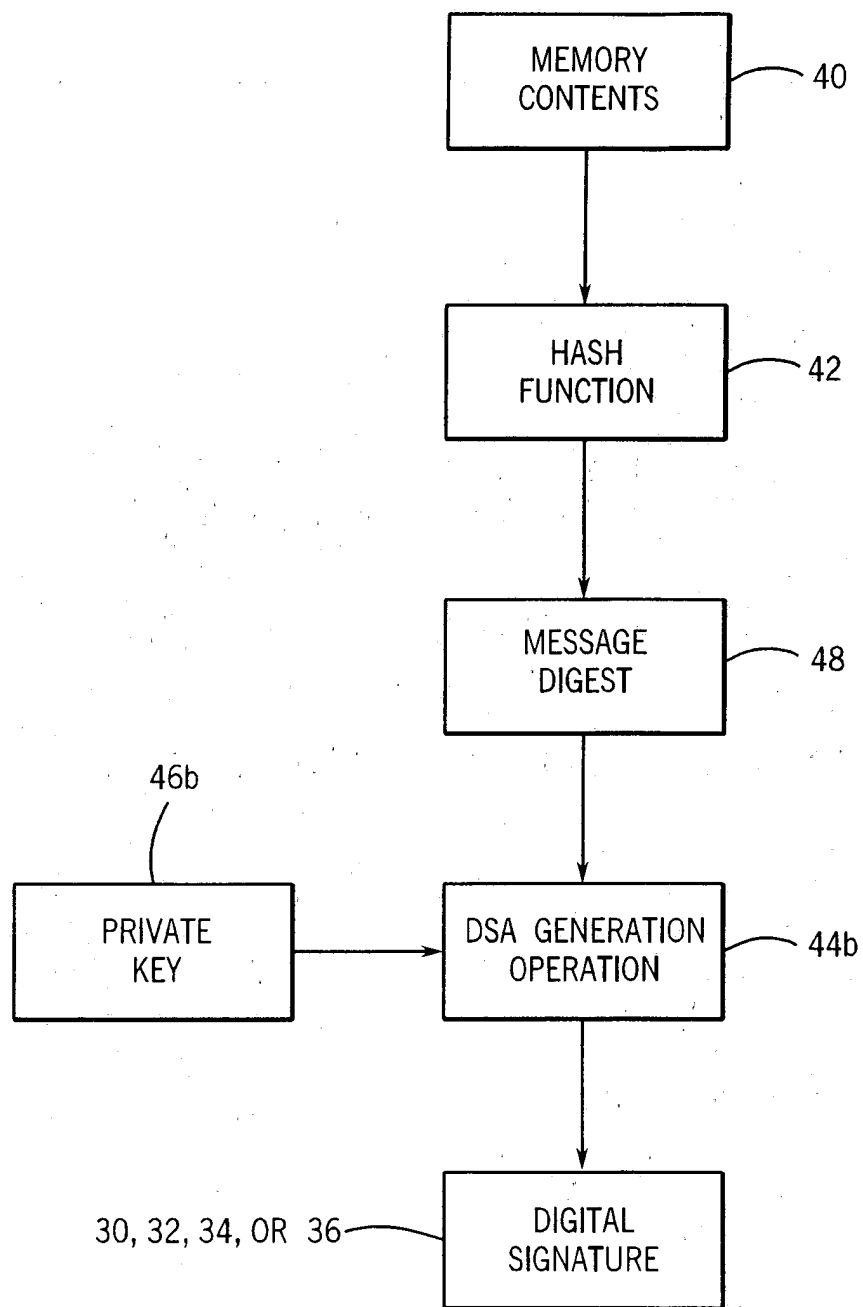 MEMORY
CONTENTS
40
HASH
FUNCTION
42
MESSAGE
DIGEST
48
46b
PRIVATE
KEY
DSA GENERATION
OPERATION
44b
30, 32, 34, OR 36
DIGITAL
SIGNATURE